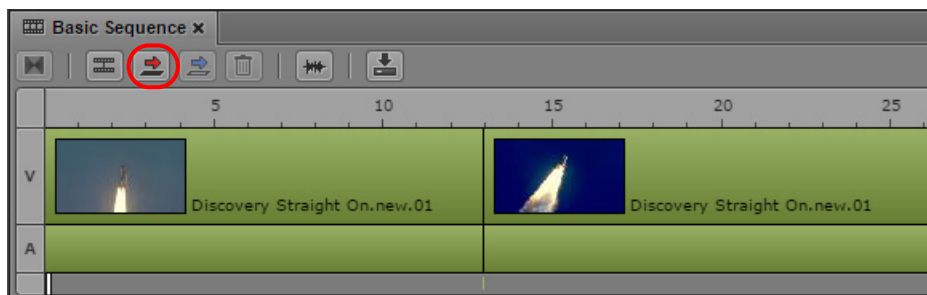 Basic Sequence x
5 10 15 20 25
V
Discovery Straight On.new.01 Discovery Straight On.new.01
A